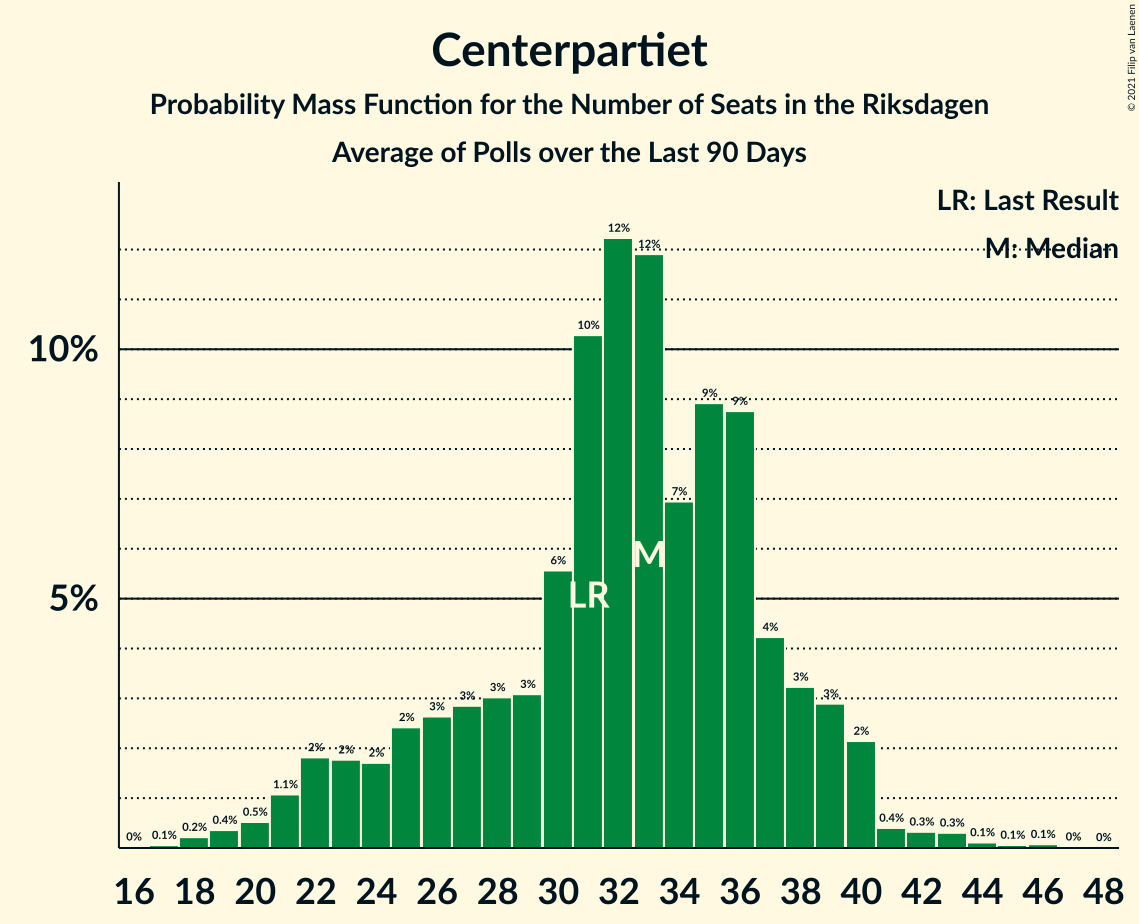 Centerpartiet
Probability Mass Function for the Number of Seats in the Riksdagen
Average of Polls over the Last 90 Days
© 2021 Filip van Laenen
LR: Last Result
M: Median
10%
5%
0% 0.1% 0.2% 0.4% 0.5% 1.1% 2% 2% 2% 2% 3% 3% 3% 3% 6% 10% 12% 12% 7% 9% 9% 4% 3% 3% 2% 0.4% 0.3% 0.3% 0.1% 0.1% 0.1% 0% 0%
M
LR
16 18 20 22 24 26 28 30 32 34 36 38 40 42 44 46 48